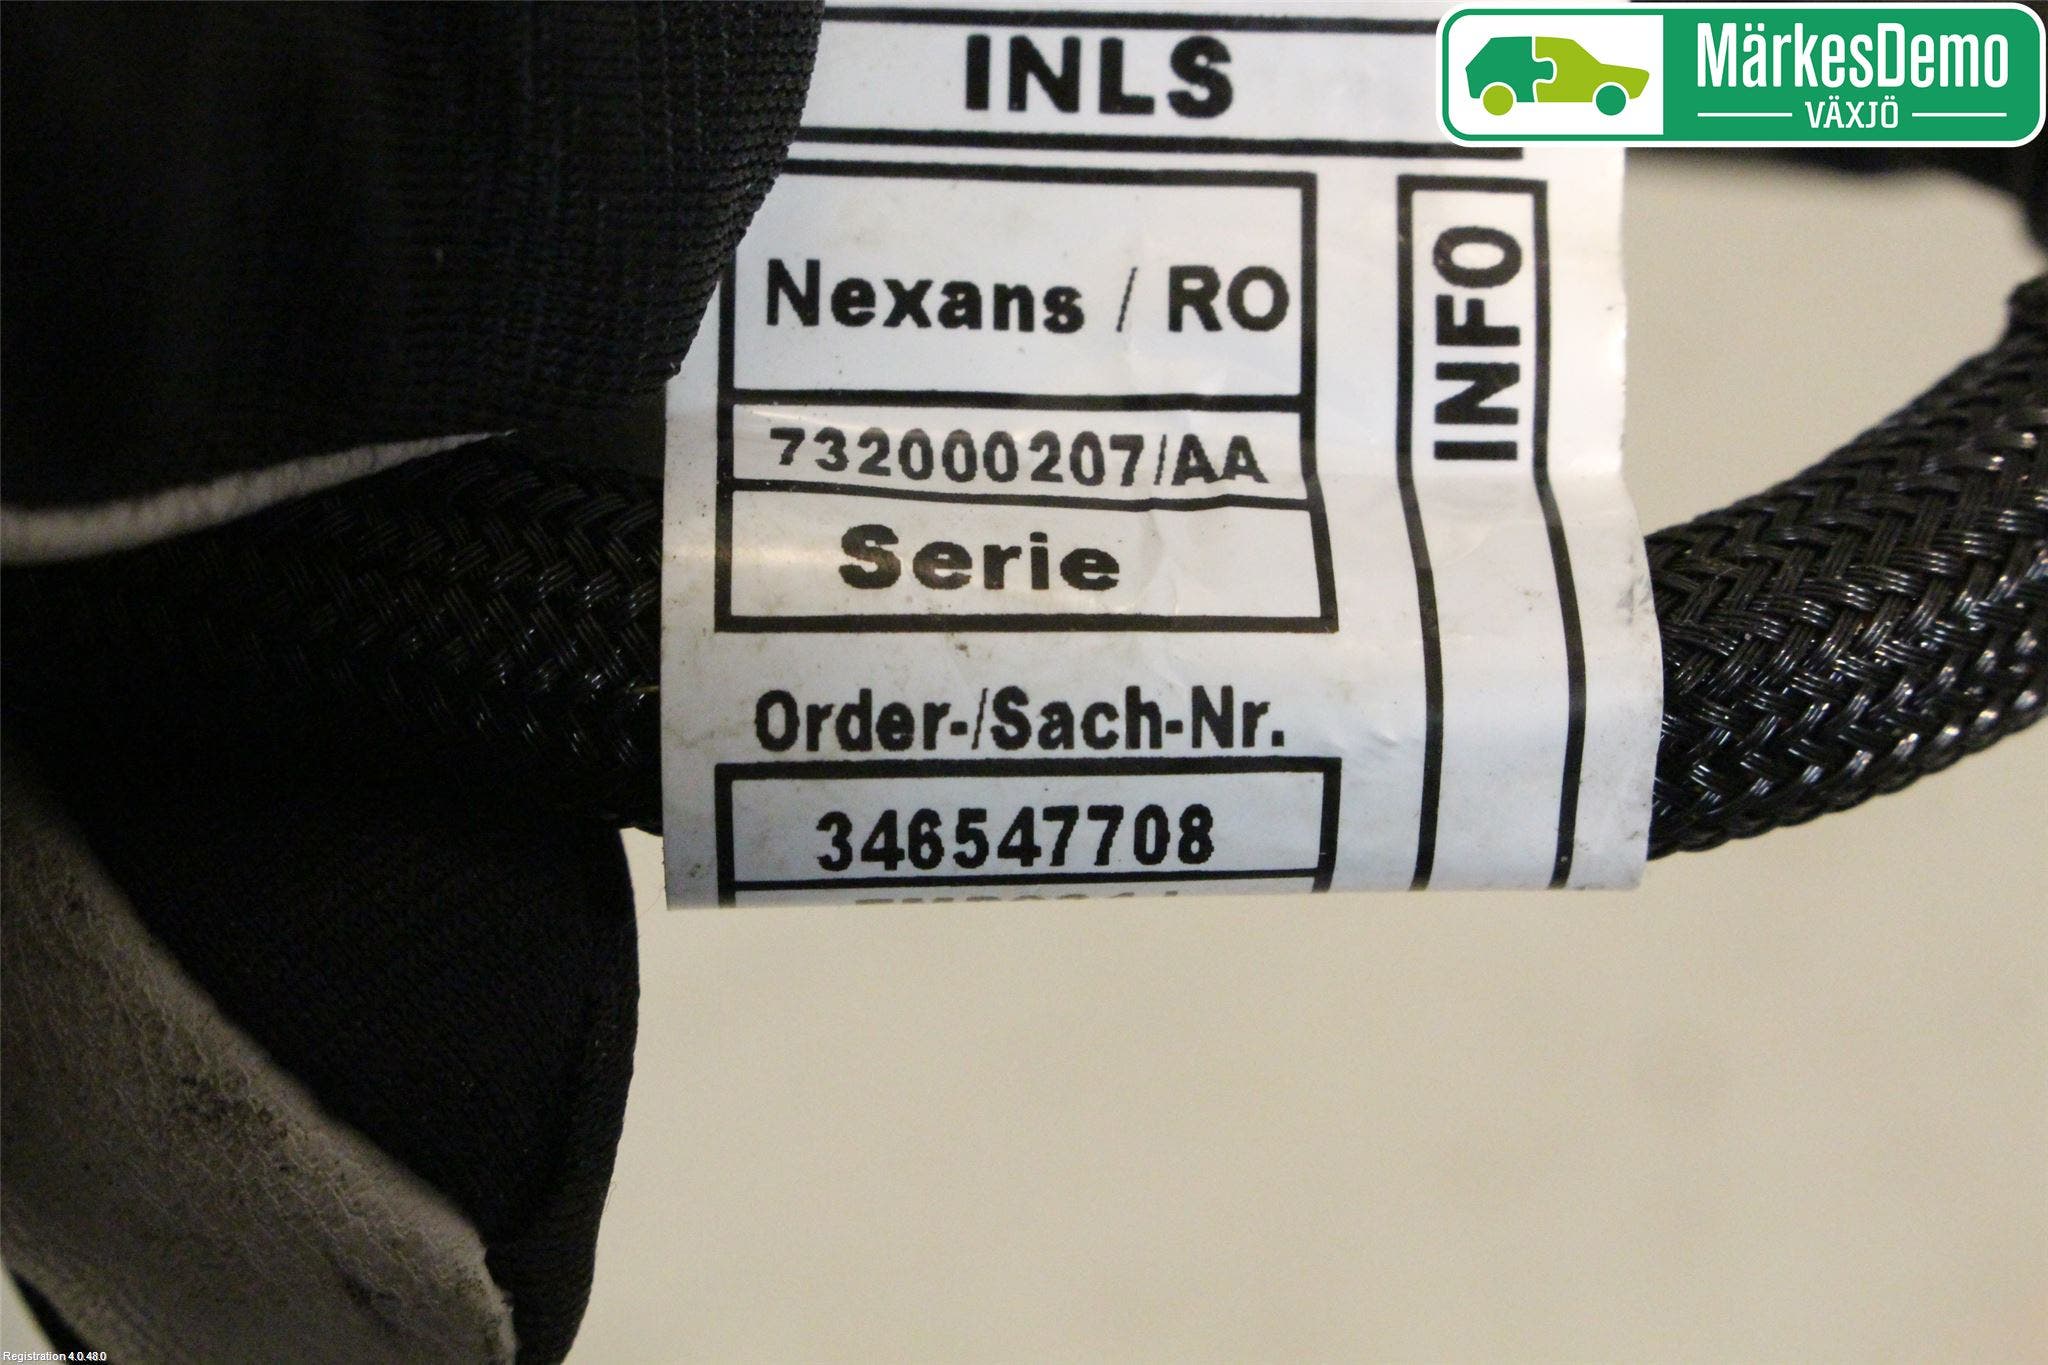 INLS
MärkesDemo
VÄXJÖ
Nexans / RO
INFO
732000207/AA
Serie
Order-/Sach-Nr.
346547708
Registration 4.0.48.0